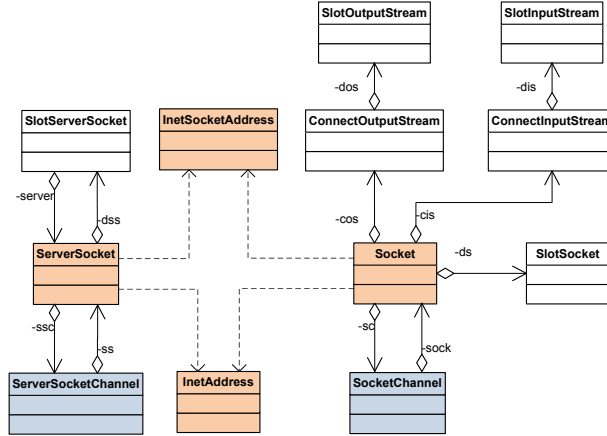 SlotOutputStream
SlotInputStream
-dos
-dis
SlotServerSocket
InetSocketAddress
ConnectOutputStream
ConnectInputStream
-server
-dss
-cos
-cis
ServerSocket
Socket
-ds
SlotSocket
-ssc
-ss
-sc
-sock
ServerSocketChannel
InetAddress
SocketChannel